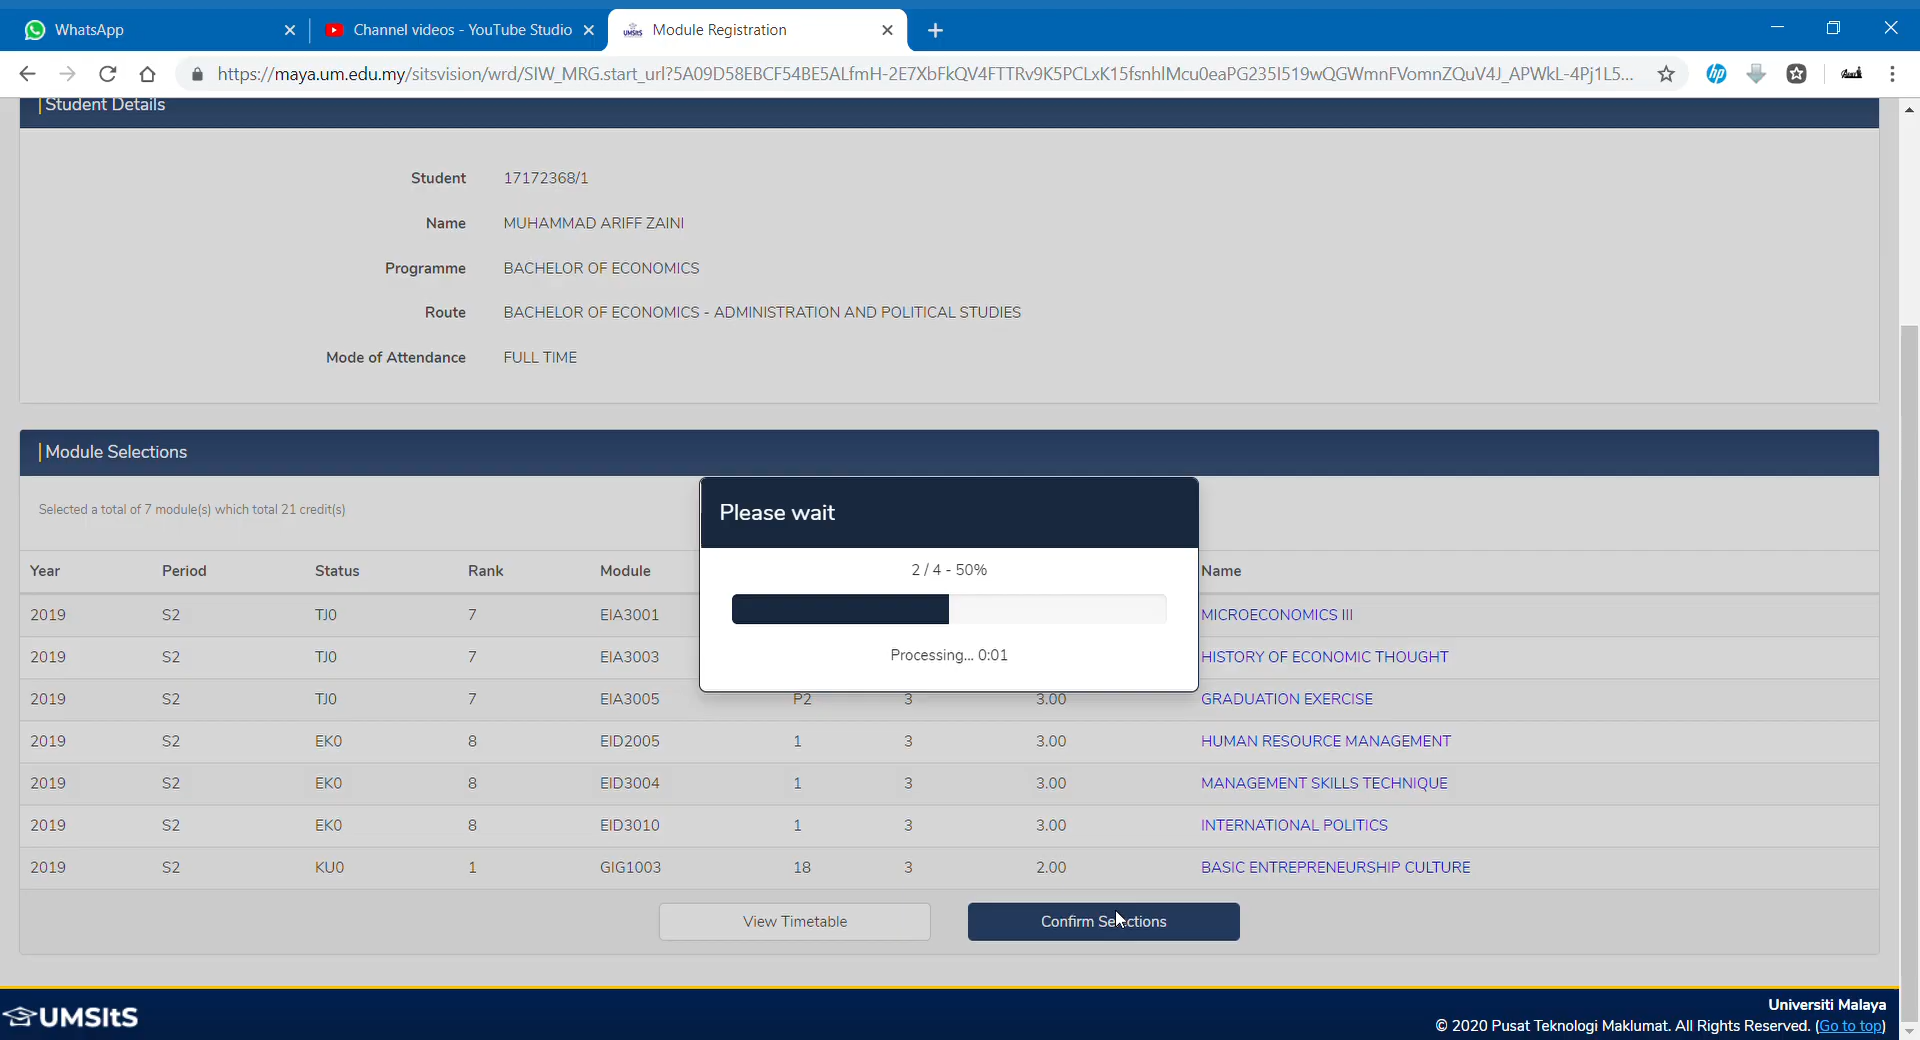 WhatsApp
Channel videos - YouTube Studio
UMSItS
Module Registration
https://maya.um.edu.my/sitsvision/wrd/SIW_MRG.start_url?5A09D58EBCF54BE5ALfmH-2E7XbFkQV4FTTRv9K5PCLxK15fsnhlMcu0eaPG235I519wQGWmnFVomnZQuV4J_APWkL-4Pj1L5...
hp
Student Details
Student 17172368/1
Name MUHAMMAD ARIFF ZAINI
Programme BACHELOR OF ECONOMICS
Route BACHELOR OF ECONOMICS - ADMINISTRATION AND POLITICAL STUDIES
Mode of Attendance FULL TIME
Module Selections
Selected a total of 7 module(s) which total 21 credit(s)
Please wait
2 / 4 - 50%
Processing... 0:01
Year Period Status Rank Module Name
2019 S2 TJ0 7 EIA3001 MICROECONOMICS III
2019 S2 TJ0 7 EIA3003 HISTORY OF ECONOMIC THOUGHT
2019 S2 TJ0 7 EIA3005 P2 3 3.00 GRADUATION EXERCISE
2019 S2 EK0 8 EID2005 1 3 3.00 HUMAN RESOURCE MANAGEMENT
2019 S2 EK0 8 EID3004 1 3 3.00 MANAGEMENT SKILLS TECHNIQUE
2019 S2 EK0 8 EID3010 1 3 3.00 INTERNATIONAL POLITICS
2019 S2 KU0 1 GIG1003 18 3 2.00 BASIC ENTREPRENEURSHIP CULTURE
View Timetable
Confirm Selections
UMSItS
Universiti Malaya
© 2020 Pusat Teknologi Maklumat. All Rights Reserved. (Go to top)